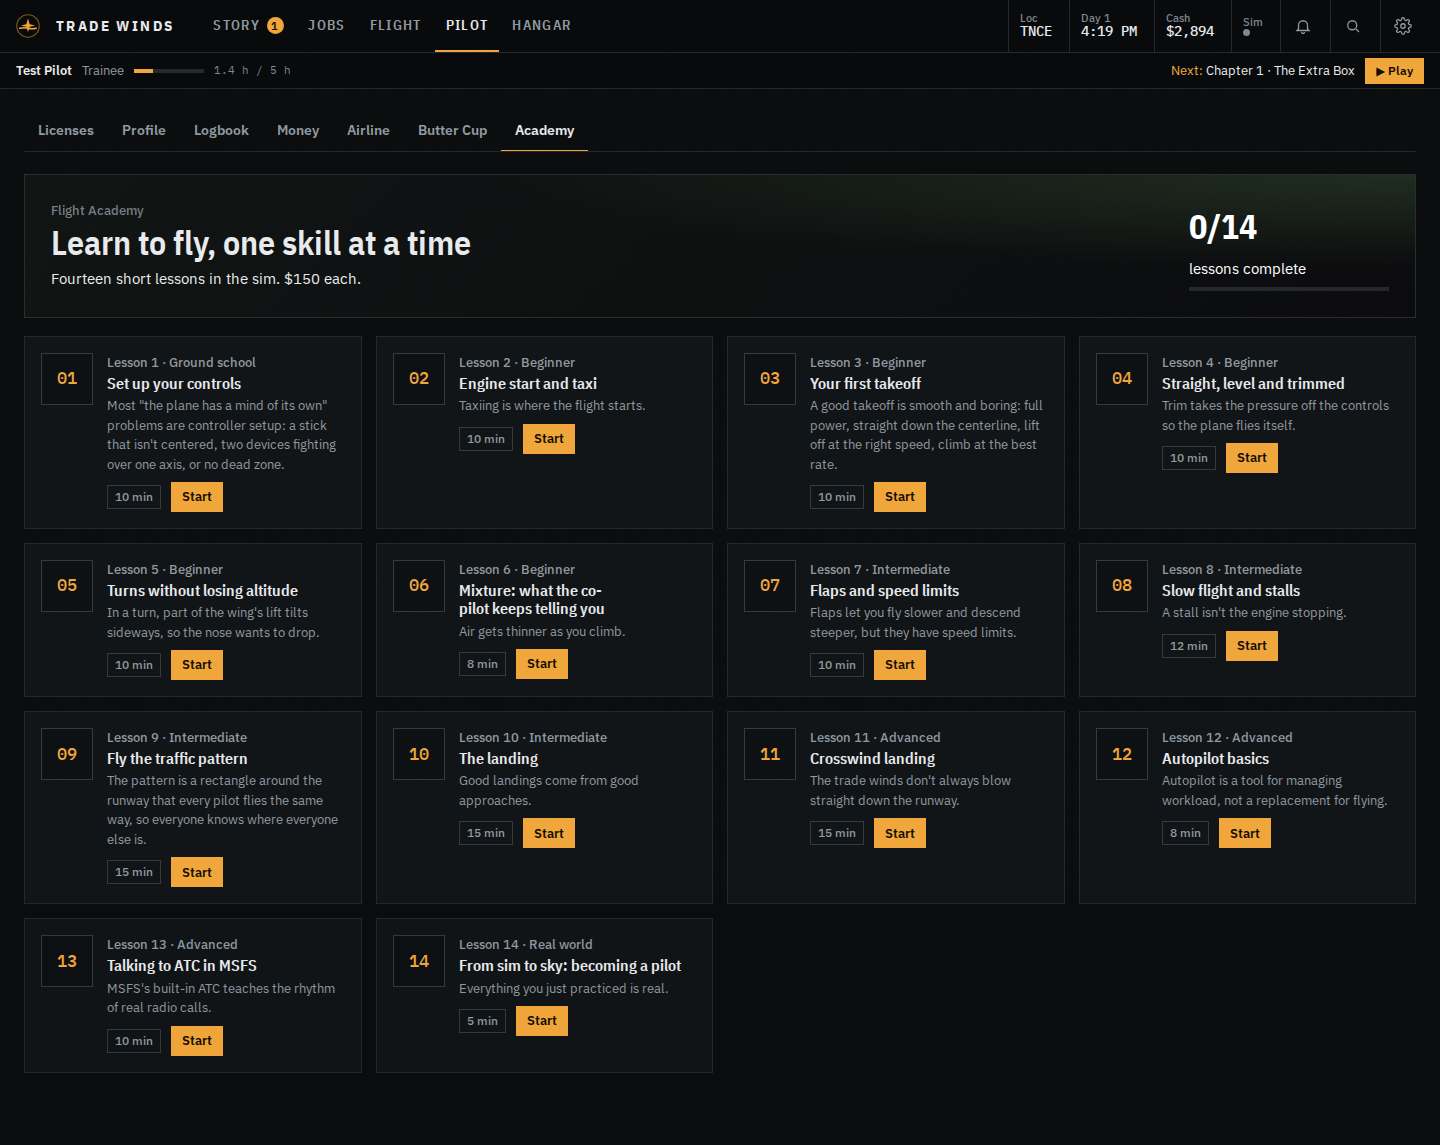 TRADE WINDS
STORY 1
JOBS
FLIGHT
PILOT
HANGAR
Loc
TNCE
Day 1
4:19 PM
Cash
$2,894
Sim
Test Pilot Trainee 1.4 h / 5 h
Next: Chapter 1 · The Extra Box
▶ Play
Licenses
Profile
Logbook
Money
Airline
Butter Cup
Academy
Flight Academy
Learn to fly, one skill at a time
Fourteen short lessons in the sim. $150 each.
0/14
lessons complete
01
Lesson 1 · Ground school
Set up your controls
Most "the plane has a mind of its own"
problems are controller setup: a stick
that isn't centered, two devices fighting
over one axis, or no dead zone.
10 min
Start
02
Lesson 2 · Beginner
Engine start and taxi
Taxiing is where the flight starts.
10 min
Start
03
Lesson 3 · Beginner
Your first takeoff
A good takeoff is smooth and boring: full
power, straight down the centerline, lift
off at the right speed, climb at the best
rate.
10 min
Start
04
Lesson 4 · Beginner
Straight, level and trimmed
Trim takes the pressure off the controls
so the plane flies itself.
10 min
Start
05
Lesson 5 · Beginner
Turns without losing altitude
In a turn, part of the wing's lift tilts
sideways, so the nose wants to drop.
10 min
Start
06
Lesson 6 · Beginner
Mixture: what the co-
pilot keeps telling you
Air gets thinner as you climb.
8 min
Start
07
Lesson 7 · Intermediate
Flaps and speed limits
Flaps let you fly slower and descend
steeper, but they have speed limits.
10 min
Start
08
Lesson 8 · Intermediate
Slow flight and stalls
A stall isn't the engine stopping.
12 min
Start
09
Lesson 9 · Intermediate
Fly the traffic pattern
The pattern is a rectangle around the
runway that every pilot flies the same
way, so everyone knows where everyone
else is.
15 min
Start
10
Lesson 10 · Intermediate
The landing
Good landings come from good
approaches.
15 min
Start
11
Lesson 11 · Advanced
Crosswind landing
The trade winds don't always blow
straight down the runway.
15 min
Start
12
Lesson 12 · Advanced
Autopilot basics
Autopilot is a tool for managing
workload, not a replacement for flying.
8 min
Start
13
Lesson 13 · Advanced
Talking to ATC in MSFS
MSFS's built-in ATC teaches the rhythm
of real radio calls.
10 min
Start
14
Lesson 14 · Real world
From sim to sky: becoming a pilot
Everything you just practiced is real.
5 min
Start